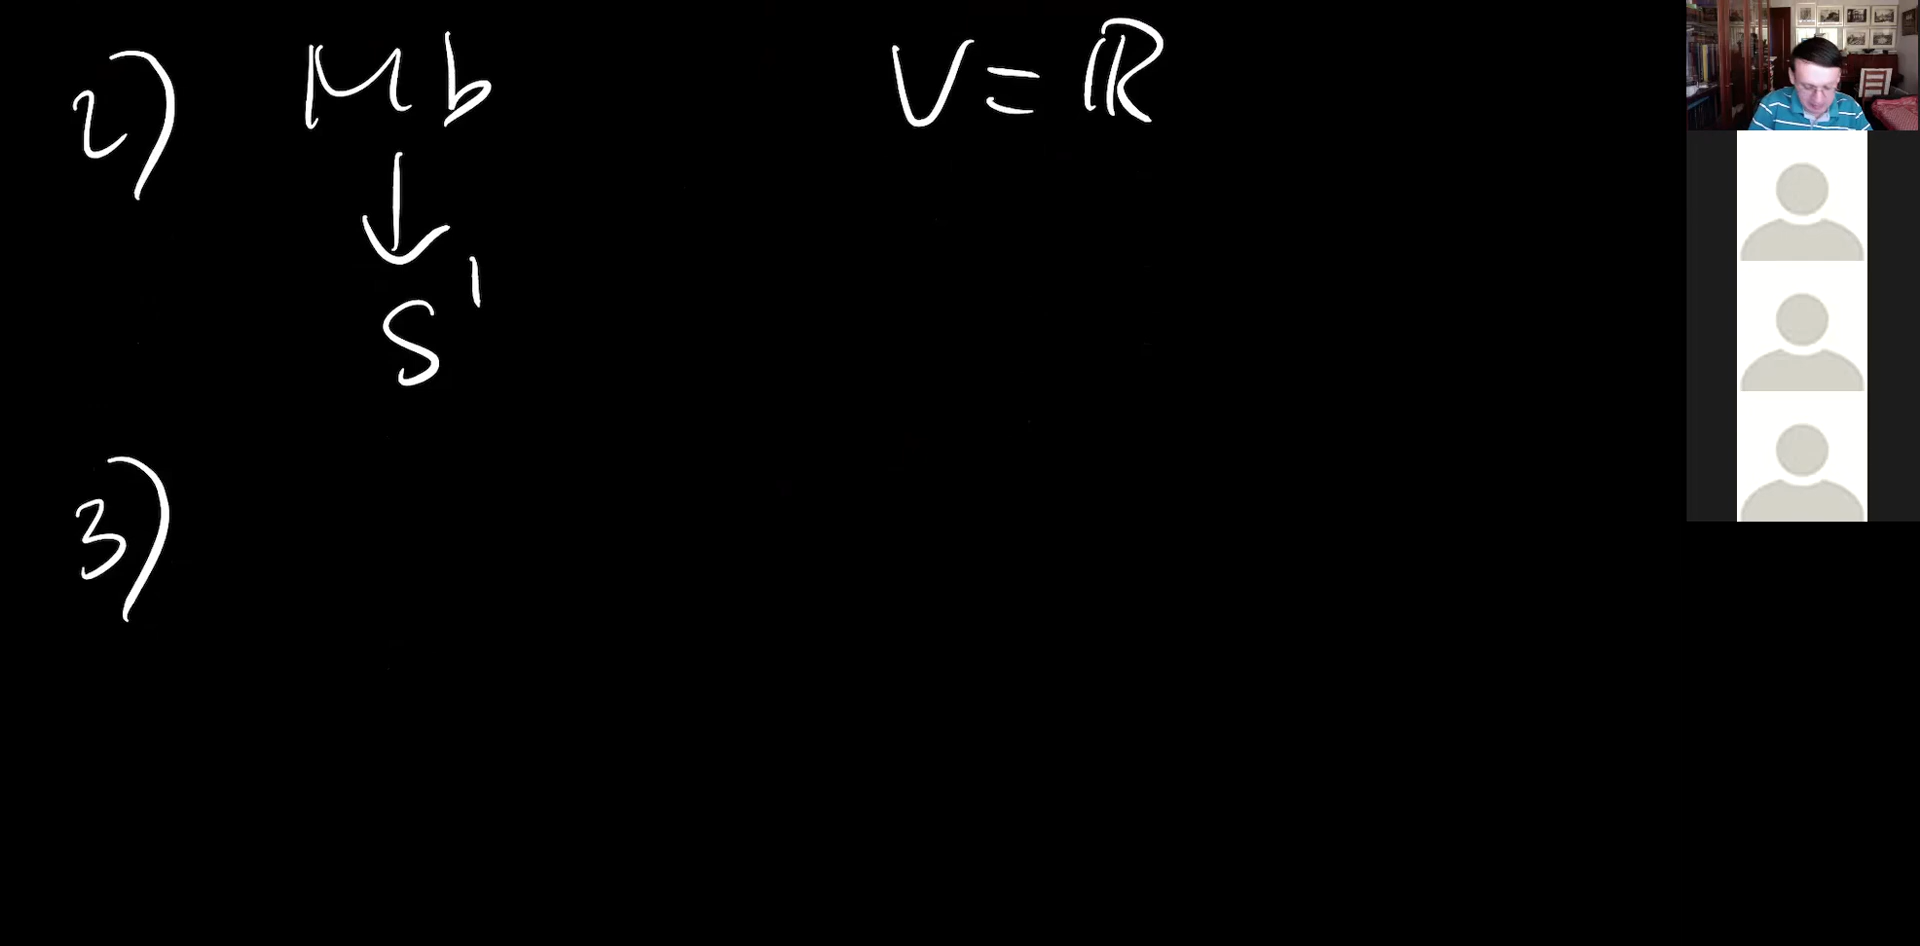 2) Mb V = ℝ
↓
S¹
3)